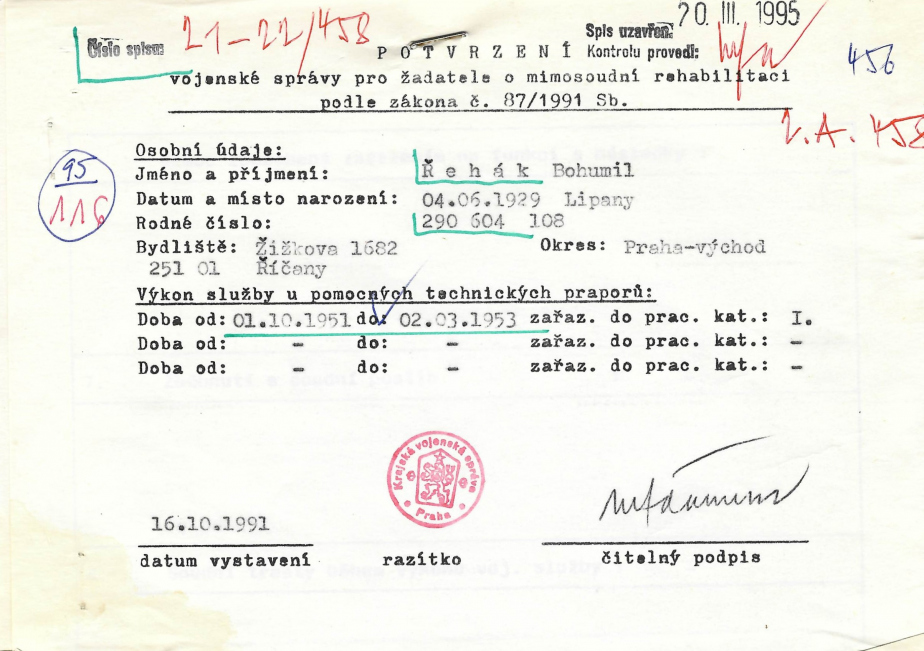 20. III. 1995
Číslo spisu: 21-22/458
Spis uzavřen:
POTVRZENÍ Kontrolu provedl:
456
vojenské správy pro žadatele o mimosoudní rehabilitaci
podle zákona č. 87/1991 Sb.
Osobní údaje:
95
116
Jméno a příjmení: Řehák Bohumil
Datum a místo narození: 04.06.1929 Lipany
Rodné číslo: 290 604 108
Bydliště: Žižkova 1682 Okres: Praha-východ
251 01 Říčany
Výkon služby u pomocných technických praporů:
Doba od: 01.10.1951 do: 02.03.1953 zařaz. do prac. kat.: I.
Doba od: - do: - zařaz. do prac. kat.: -
Doba od: - do: - zařaz. do prac. kat.: -
Krajská vojenská správa
Praha
16.10.1991
datum vystavení razítko čitelný podpis